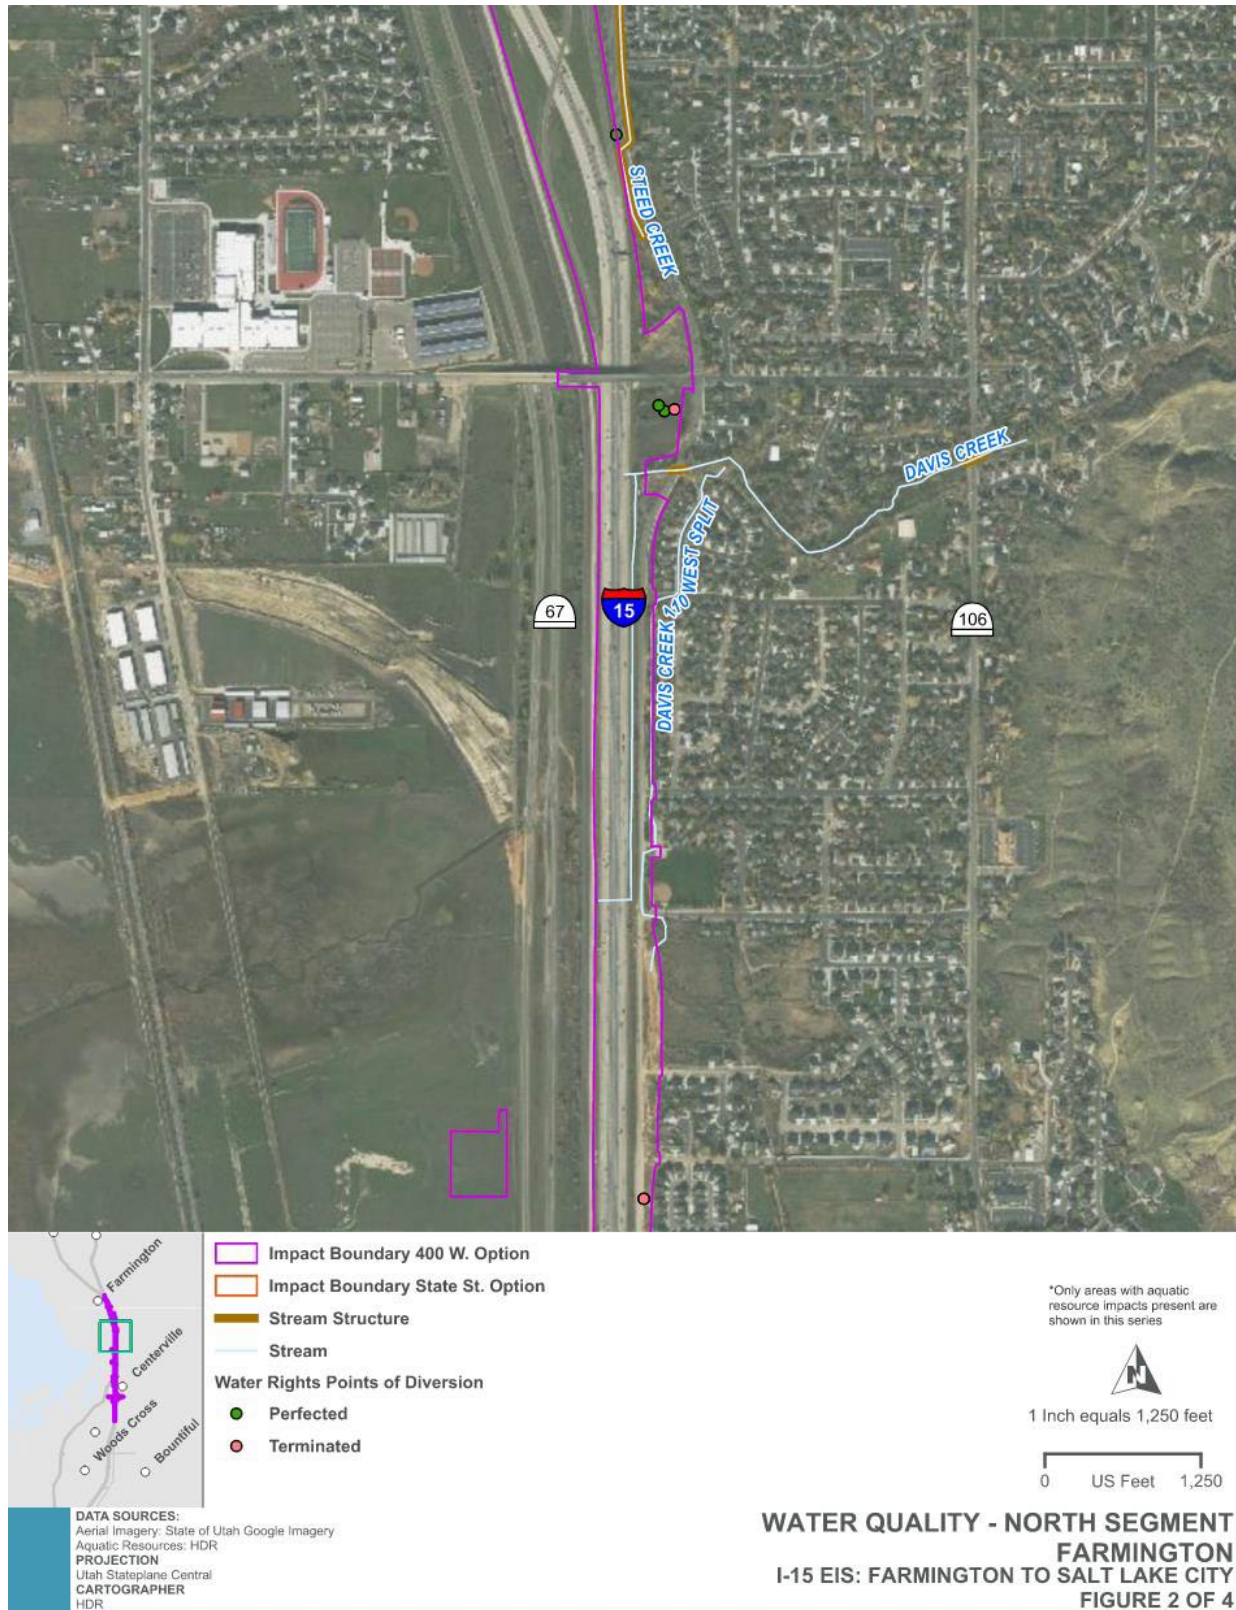 STEED CREEK
DAVIS CREEK
DAVIS CREEK 170 WEST SPLIT
67
15
106
Farmington
Centerville
Woods Cross
Bountiful
Impact Boundary 400 W. Option
Impact Boundary State St. Option
Stream Structure
Stream
Water Rights Points of Diversion
Perfected
Terminated
*Only areas with aquatic
resource impacts present are
shown in this series
N
1 Inch equals 1,250 feet
0 US Feet 1,250
DATA SOURCES:
Aerial Imagery: State of Utah Google Imagery
Aquatic Resources: HDR
PROJECTION
Utah Stateplane Central
CARTOGRAPHER
HDR
WATER QUALITY - NORTH SEGMENT
FARMINGTON
I-15 EIS: FARMINGTON TO SALT LAKE CITY
FIGURE 2 OF 4